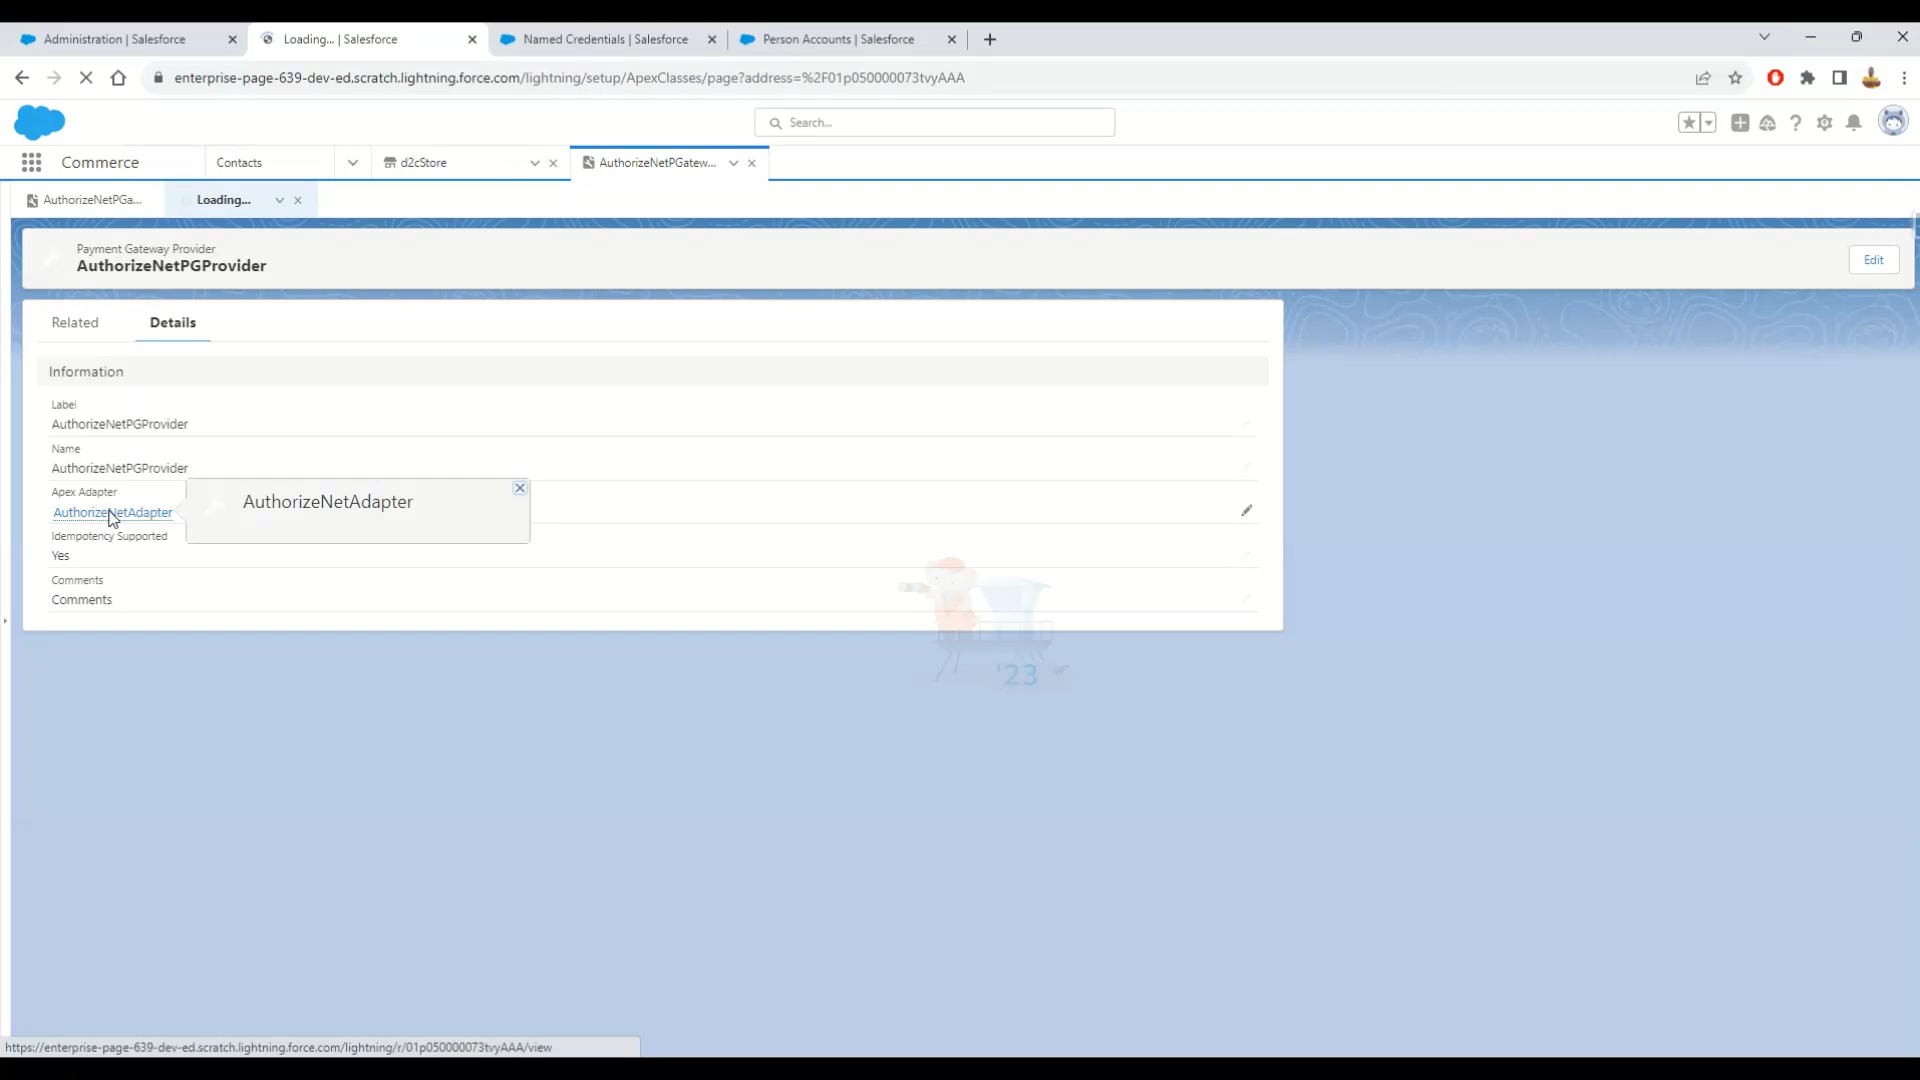 Administration | Salesforce
Loading... | Salesforce
Named Credentials | Salesforce
Person Accounts | Salesforce
enterprise-page-639-dev-ed.scratch.lightning.force.com/lightning/setup/ApexClasses/page?address=%2F01p050000073tvyAAA
Search...
Commerce
Contacts
d2cStore
AuthorizeNetPGatew...
AuthorizeNetPGa...
Loading...
Payment Gateway Provider
AuthorizeNetPGProvider
Edit
Related
Details
Information
Label
AuthorizeNetPGProvider
Name
AuthorizeNetPGProvider
Apex Adapter
AuthorizeNetAdapter
AuthorizeNetAdapter
Idempotency Supported
Yes
Comments
Comments
'23
https://enterprise-page-639-dev-ed.scratch.lightning.force.com/lightning/r/01p050000073tvyAAA/view